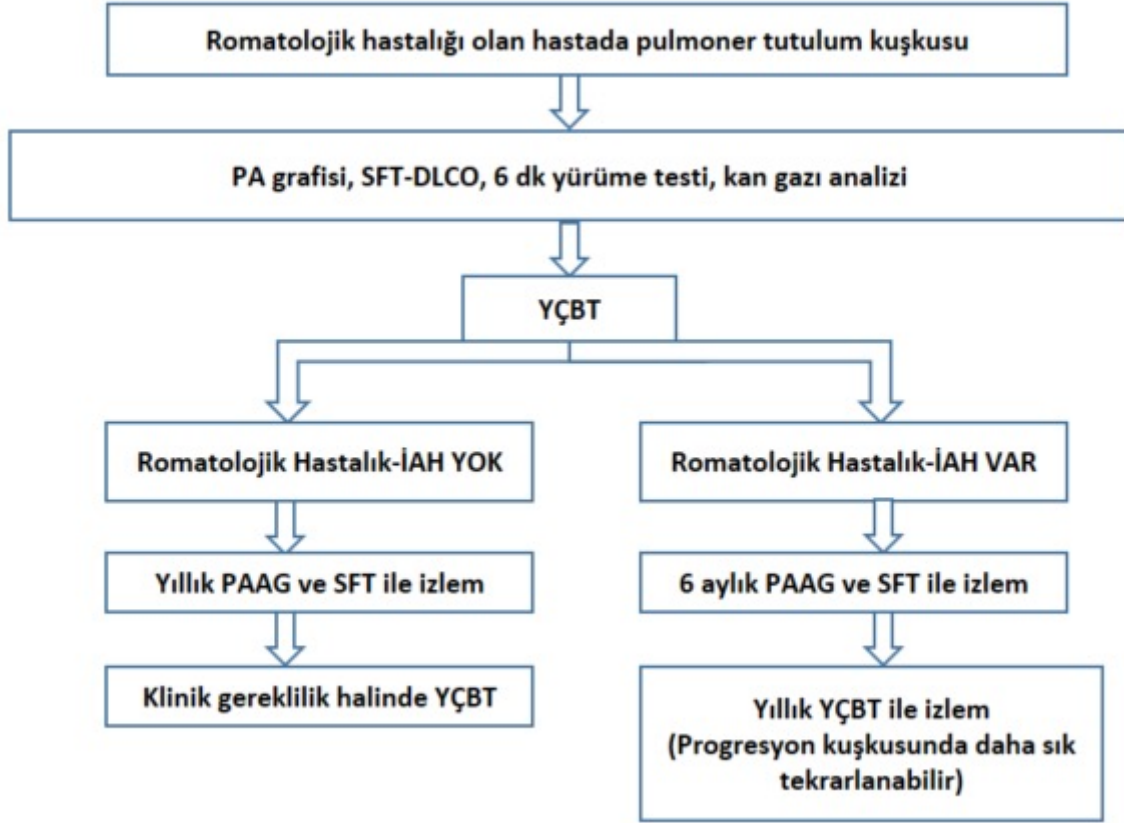 Romatolojik hastalığı olan hastada pulmoner tutulum kuşkusu
PA grafisi, SFT-DLCO, 6 dk yürüme testi, kan gazı analizi
YÇBT
Romatolojik Hastalık-İAH YOK
Romatolojik Hastalık-İAH VAR
Yıllık PAAG ve SFT ile izlem
6 aylık PAAG ve SFT ile izlem
Klinik gereklilik halinde YÇBT
Yıllık YÇBT ile izlem
(Progresyon kuşkusunda daha sık
tekrarlanabilir)